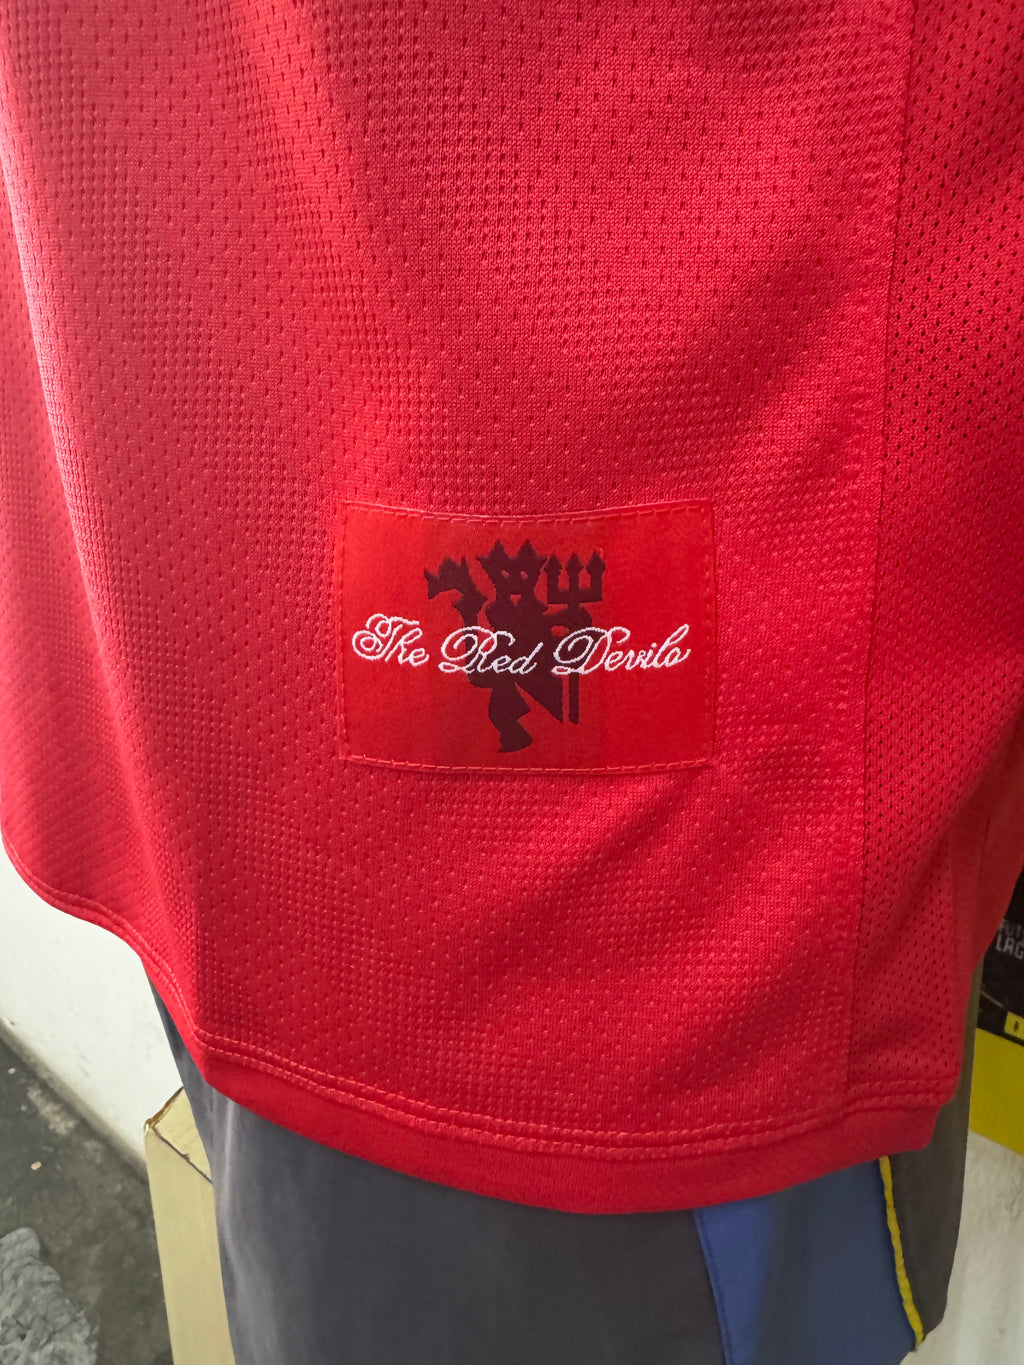 The Red Devils